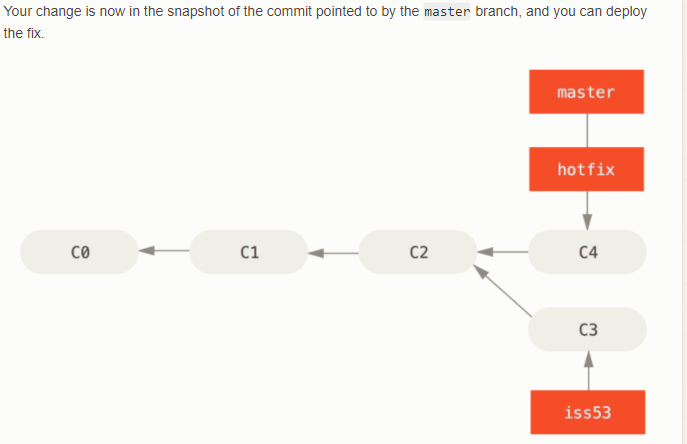 Your change is now in the snapshot of the commit pointed to by the master branch, and you can deploy
the fix.
master
hotfix
C0 C1 C2 C4
C3
iss53